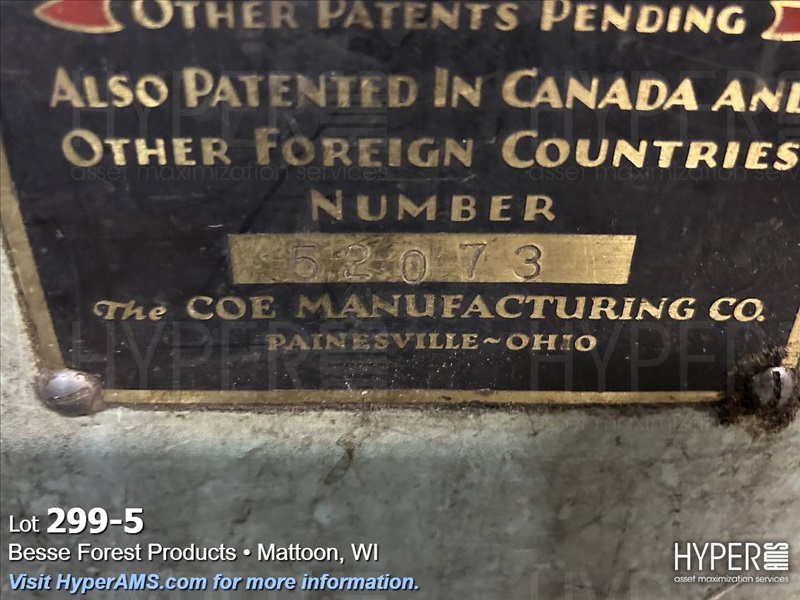 OTHER PATENTS PENDING
ALSO PATENTED IN CANADA AND
OTHER FOREIGN COUNTRIES
NUMBER
52073
The COE MANUFACTURING CO.
PAINESVILLE~OHIO
Lot 299-5
Besse Forest Products • Mattoon, WI
Visit HyperAMS.com for more information.
HYPER AMS
asset maximization services